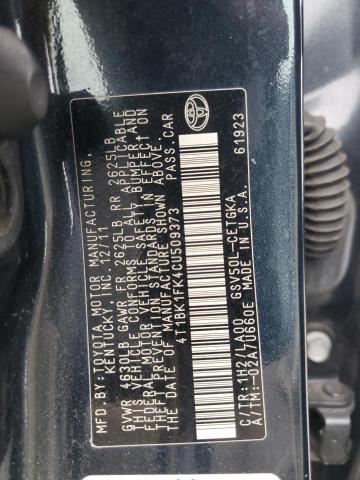 MFD. BY: TOYOTA MOTOR MANUFACTURING,
KENTUCKY, INC. 12/11
GVWR 4630LB GAWR FR 2625LB RR 2625LB
THIS VEHICLE CONFORMS TO ALL APPLICABLE
FEDERAL MOTOR VEHICLE SAFETY, BUMPER AND
THEFT PREVENTION STANDARDS IN EFFECT ON
THE DATE OF MANUFACTURE SHOWN ABOVE.
4T1BK1FK4CU509373 PASS.CAR
C/TR:1H2/LA00 GSV50L-CETGKA
A/TM:-02A/U660E MADE IN U.S.A. 61923